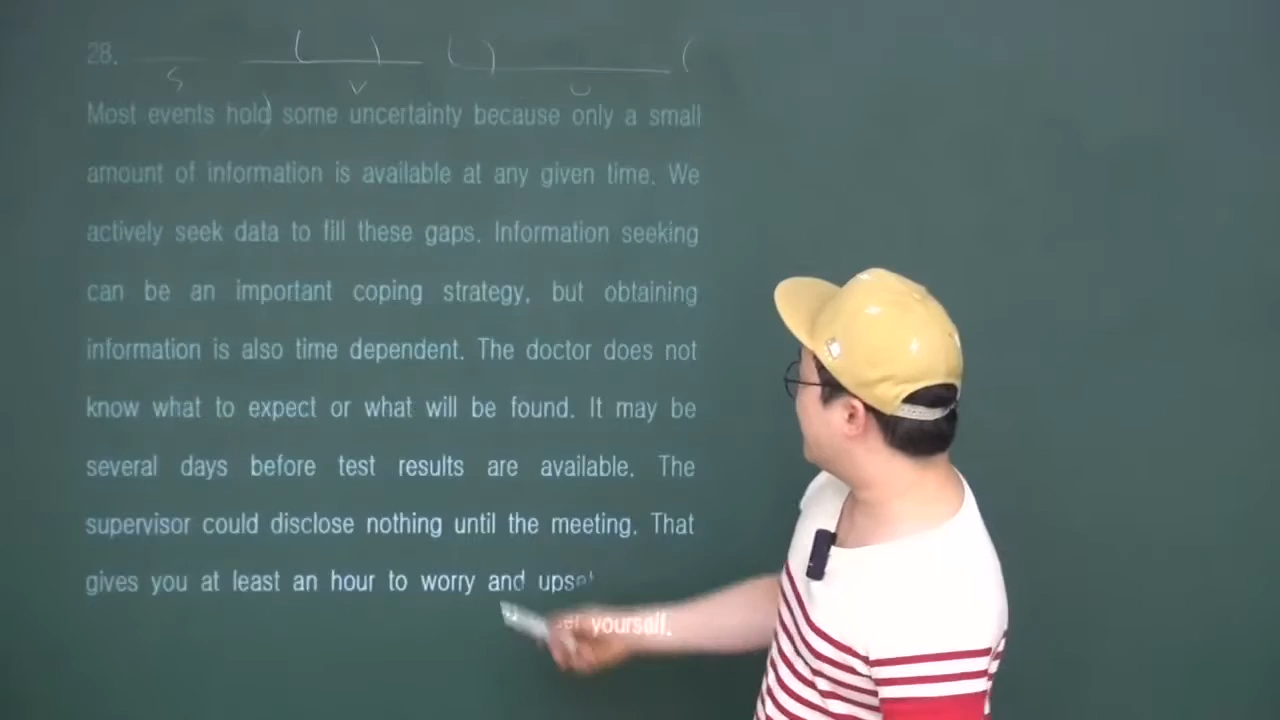 28.
S V O
Most events hold some uncertainty because only a small
amount of information is available at any given time. We
actively seek data to fill these gaps. Information seeking
can be an important coping strategy, but obtaining
information is also time dependent. The doctor does not
know what to expect or what will be found. It may be
several days before test results are available. The
supervisor could disclose nothing until the meeting. That
gives you at least an hour to worry and upset
yourself.